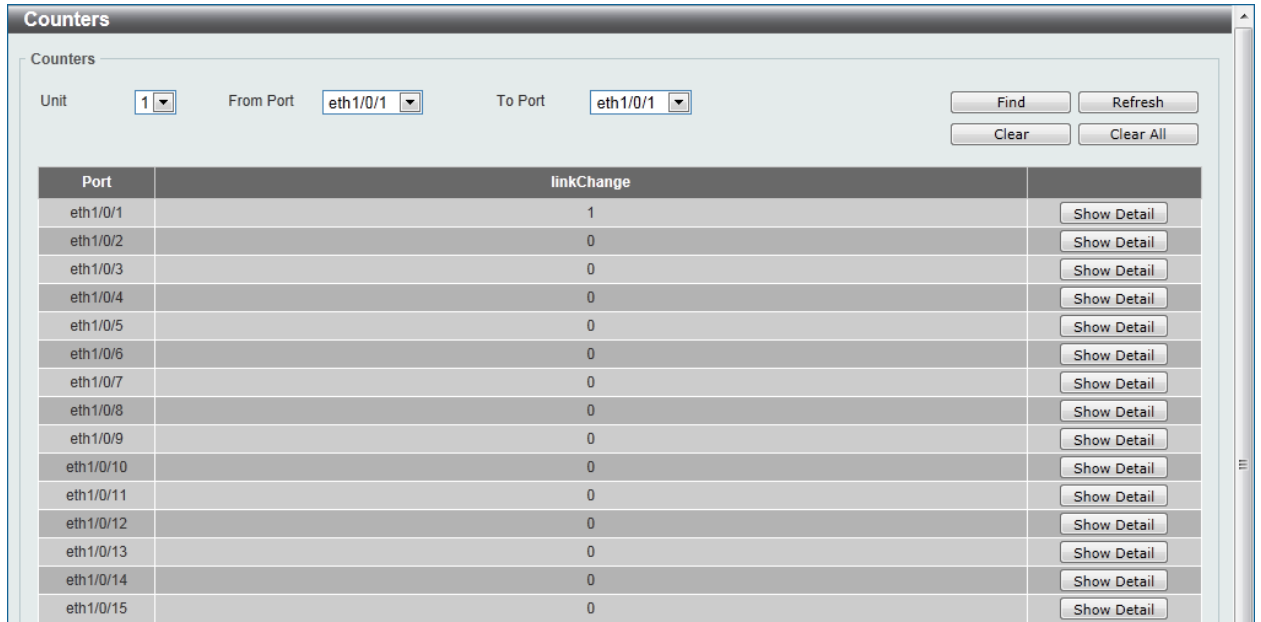 Counters
Counters
Unit 1 From Port eth1/0/1 To Port eth1/0/1 Find Refresh
Clear Clear All
Port linkChange
eth1/0/1 1 Show Detail
eth1/0/2 0 Show Detail
eth1/0/3 0 Show Detail
eth1/0/4 0 Show Detail
eth1/0/5 0 Show Detail
eth1/0/6 0 Show Detail
eth1/0/7 0 Show Detail
eth1/0/8 0 Show Detail
eth1/0/9 0 Show Detail
eth1/0/10 0 Show Detail
eth1/0/11 0 Show Detail
eth1/0/12 0 Show Detail
eth1/0/13 0 Show Detail
eth1/0/14 0 Show Detail
eth1/0/15 0 Show Detail